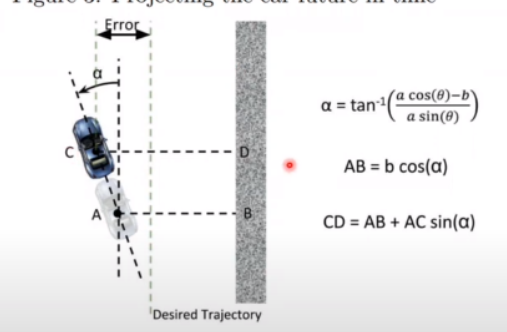 Figure 3: Projecting the car future in time
Error
α
C
D
A
B
Desired Trajectory
α = tan⁻¹(a cos(θ)−b / a sin(θ))
AB = b cos(α)
CD = AB + AC sin(α)